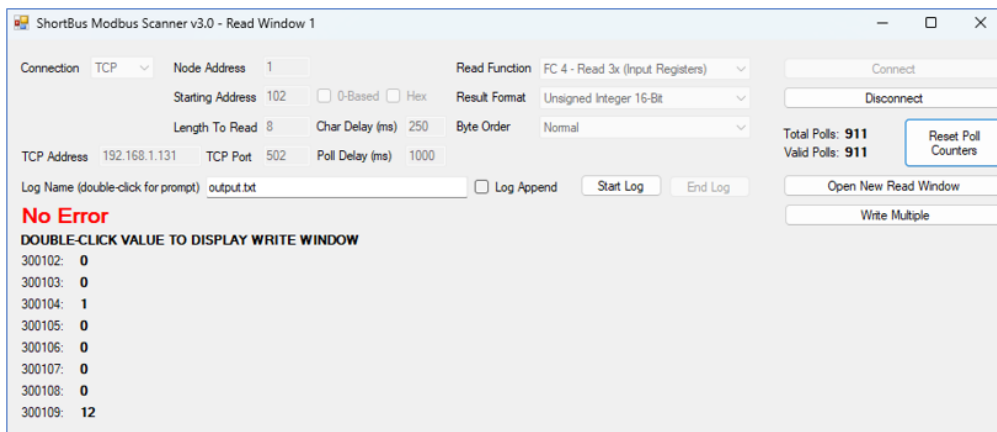 ShortBus Modbus Scanner v3.0 - Read Window 1
Connection TCP Node Address 1 Read Function FC 4 - Read 3x (Input Registers) Connect
Starting Address 102 0-Based Hex Result Format Unsigned Integer 16-Bit Disconnect
Length To Read 8 Char Delay (ms) 250 Byte Order Normal
Total Polls: 911
Valid Polls: 911
Reset Poll
Counters
TCP Address 192.168.1.131 TCP Port 502 Poll Delay (ms) 1000
Log Name (double-click for prompt) output.txt Log Append Start Log End Log Open New Read Window
No Error
Write Multiple
DOUBLE-CLICK VALUE TO DISPLAY WRITE WINDOW
300102: 0
300103: 0
300104: 1
300105: 0
300106: 0
300107: 0
300108: 0
300109: 12